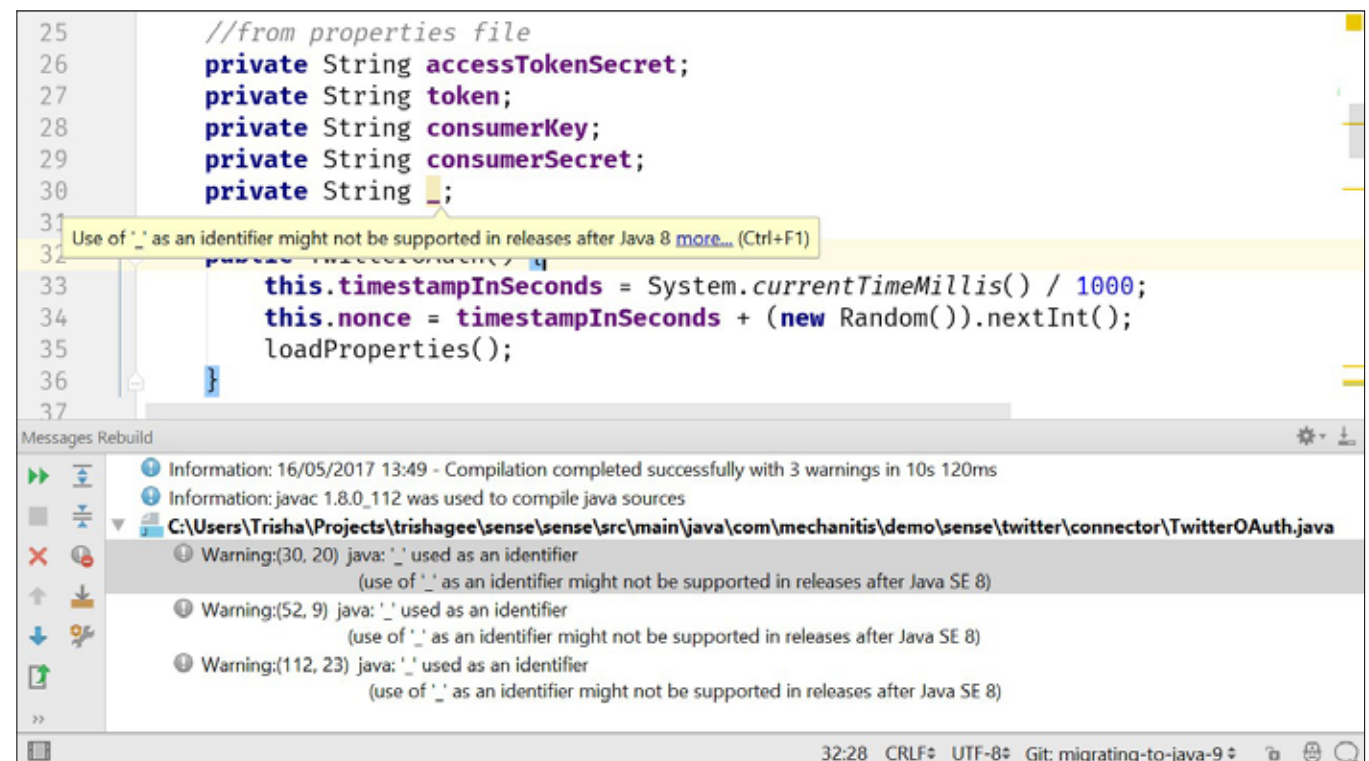 25 //from properties file
26 private String accessTokenSecret;
27 private String token;
28 private String consumerKey;
29 private String consumerSecret;
30 private String _;
31
Use of '_' as an identifier might not be supported in releases after Java 8 more... (Ctrl+F1)
32 public TwitterOAuth() {
33 this.timestampInSeconds = System.currentTimeMillis() / 1000;
34 this.nonce = timestampInSeconds + (new Random()).nextInt();
35 loadProperties();
36 }
37
Messages Rebuild
Information: 16/05/2017 13:49 - Compilation completed successfully with 3 warnings in 10s 120ms
Information: javac 1.8.0_112 was used to compile java sources
C:\Users\Trisha\Projects\trishagee\sense\sense\src\main\java\com\mechanitis\demo\sense\twitter\connector\TwitterOAuth.java
Warning:(30, 20) java: '_' used as an identifier
(use of '_' as an identifier might not be supported in releases after Java SE 8)
Warning:(52, 9) java: '_' used as an identifier
(use of '_' as an identifier might not be supported in releases after Java SE 8)
Warning:(112, 23) java: '_' used as an identifier
(use of '_' as an identifier might not be supported in releases after Java SE 8)
32:28 CRLF UTF-8 Git: migrating-to-java-9